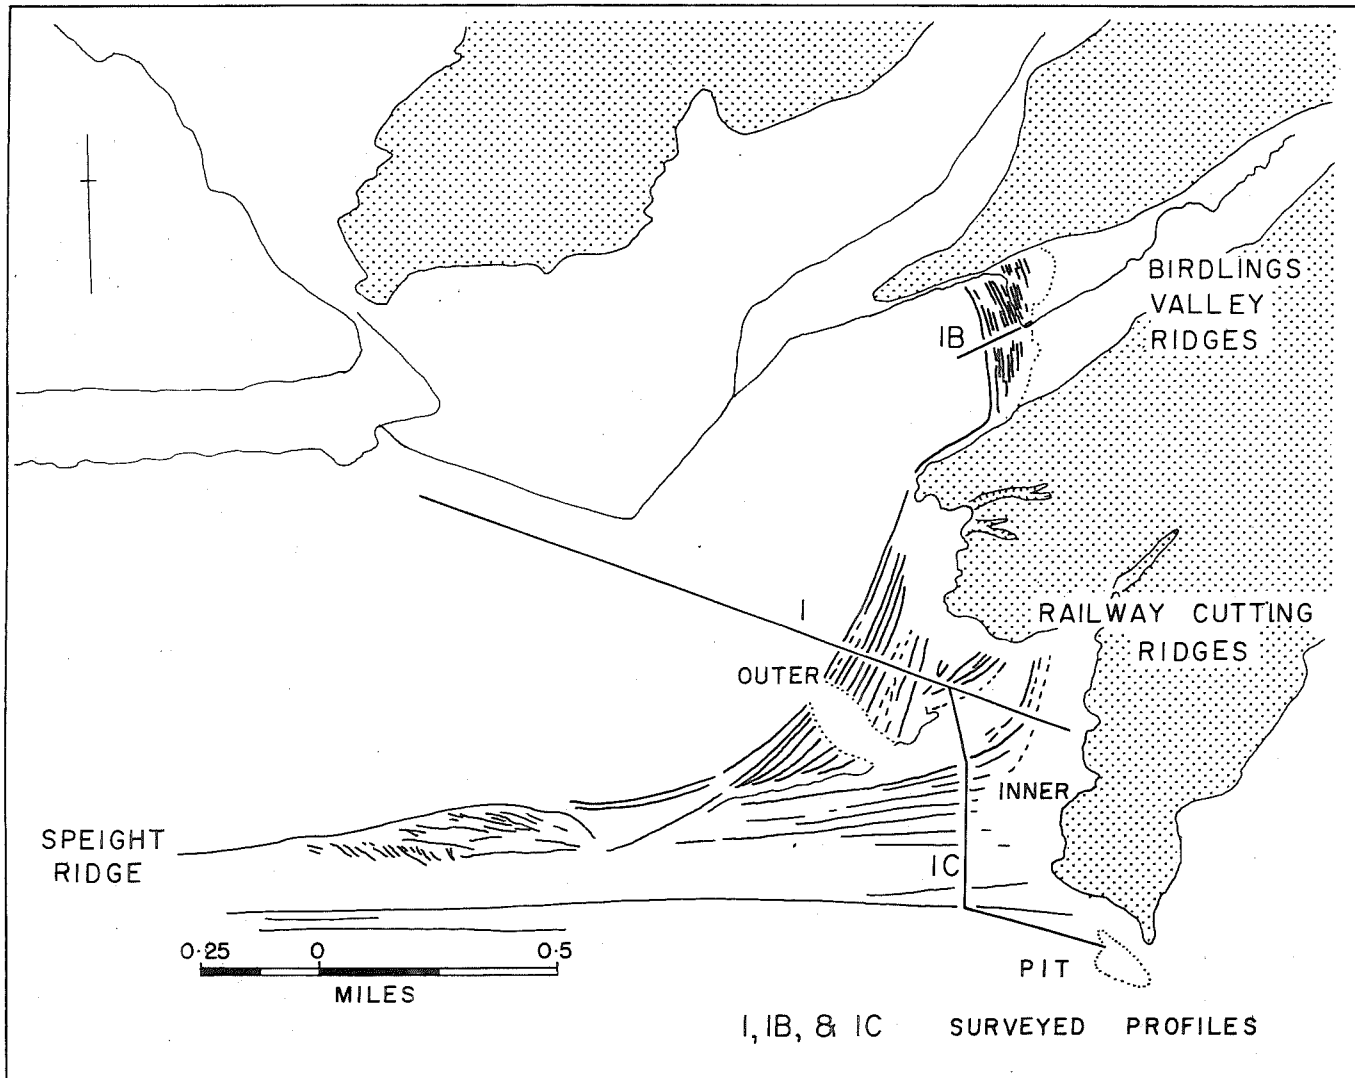 BIRDLINGS
VALLEY
RIDGES
IB
I
RAILWAY CUTTING
RIDGES
OUTER
INNER
SPEIGHT
RIDGE
IC
0·25 0 0·5
MILES
PIT
I, IB, & IC SURVEYED PROFILES